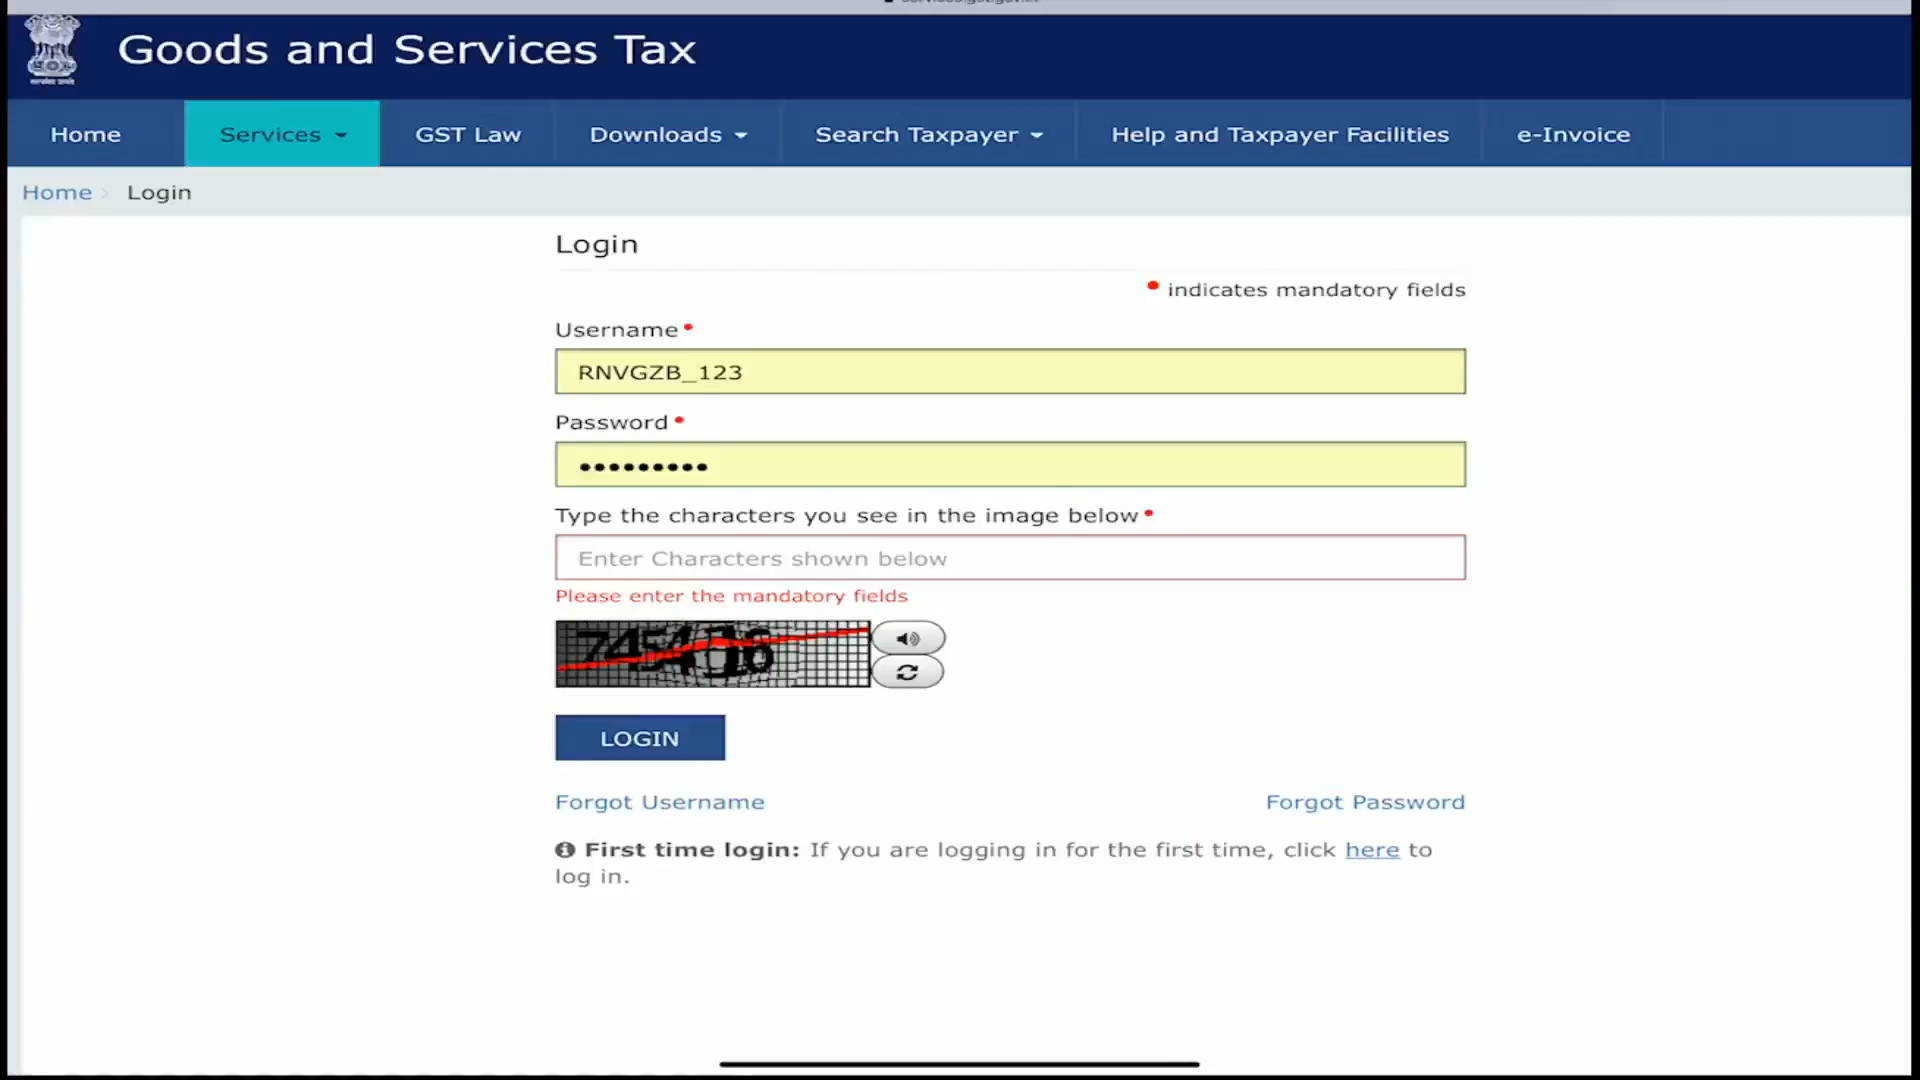 Goods and Services Tax
Home
Services
GST Law
Downloads
Search Taxpayer
Help and Taxpayer Facilities
e-Invoice
Home > Login
Login
• indicates mandatory fields
Username•
RNVGZB_123
Password•
•••••••••
Type the characters you see in the image below•
Enter Characters shown below
Please enter the mandatory fields
LOGIN
Forgot Username
Forgot Password
First time login: If you are logging in for the first time, click here to
log in.